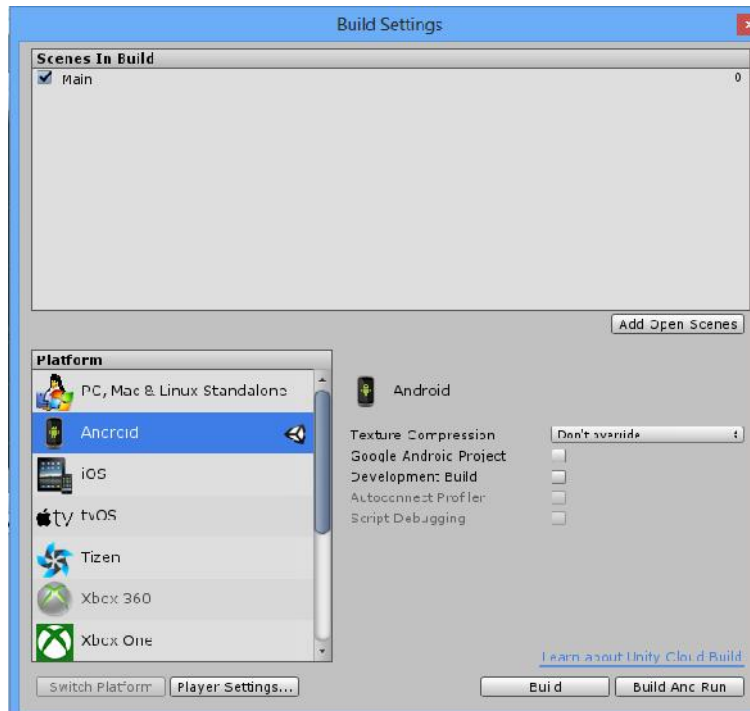 Build Settings
Scenes In Build
Main 0
Add Open Scenes
Platform
PC, Mac & Linux Standalone
Android
iOS
tv tvOS
Tizen
Xbox 360
Xbox One
Android
Texture Compression Don't override
Google Android Project
Development Build
Autoconnect Profiler
Script Debugging
Learn about Unity Cloud Build
Switch Platform Player Settings... Build Build And Run